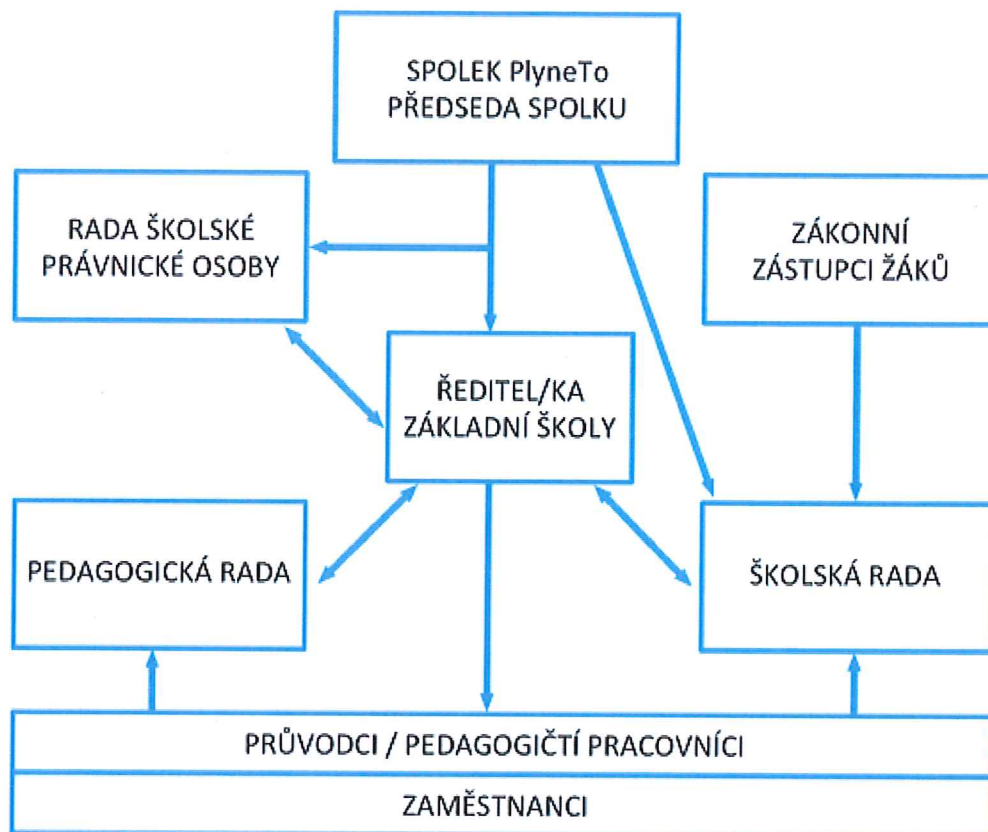 SPOLEK PlyneTo
PŘEDSEDA SPOLKU
RADA ŠKOLSKÉ
PRÁVNICKÉ OSOBY
ZÁKONNÍ
ZÁSTUPCI ŽÁKŮ
ŘEDITEL/KA
ZÁKLADNÍ ŠKOLY
PEDAGOGICKÁ RADA
ŠKOLSKÁ RADA
PRŮVODCI / PEDAGOGIČTÍ PRACOVNÍCI
ZAMĚSTNANCI